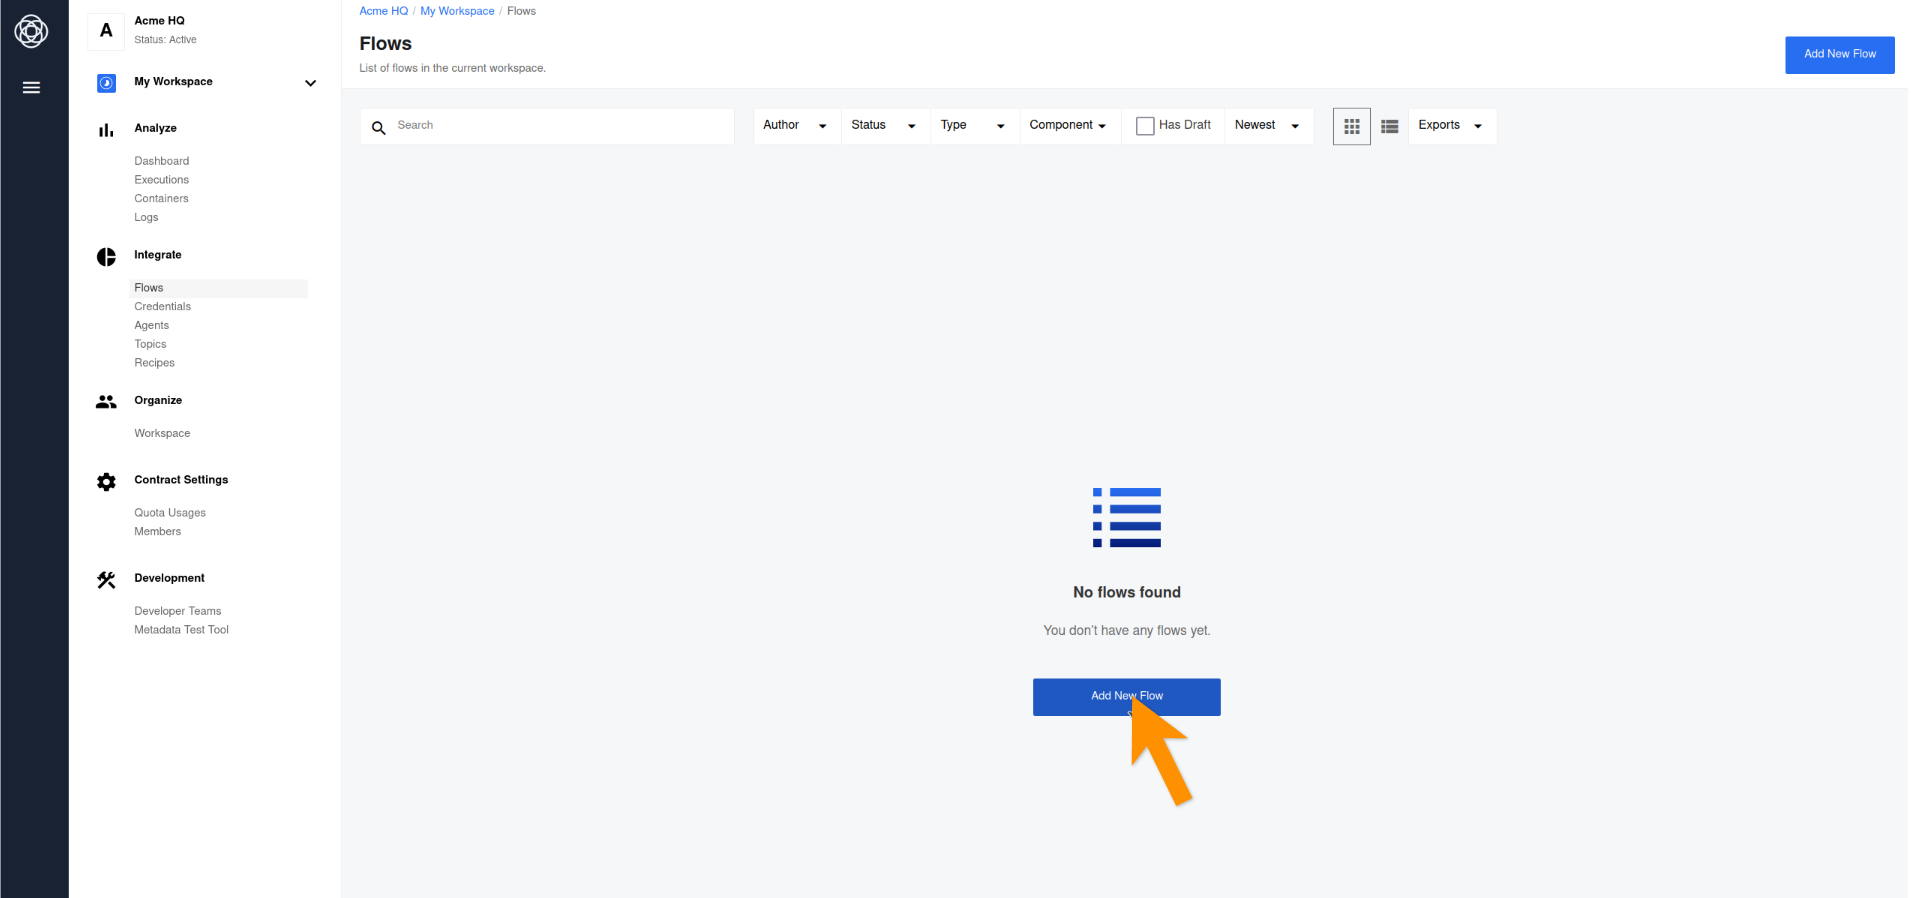 A
Acme HQ
Status: Active
My Workspace
Analyze
Dashboard
Executions
Containers
Logs
Integrate
Flows
Credentials
Agents
Topics
Recipes
Organize
Workspace
Contract Settings
Quota Usages
Members
Development
Developer Teams
Metadata Test Tool
Acme HQ / My Workspace / Flows
Flows
List of flows in the current workspace.
Add New Flow
Search
Author
Status
Type
Component
Has Draft
Newest
Exports
No flows found
You don’t have any flows yet.
Add New Flow